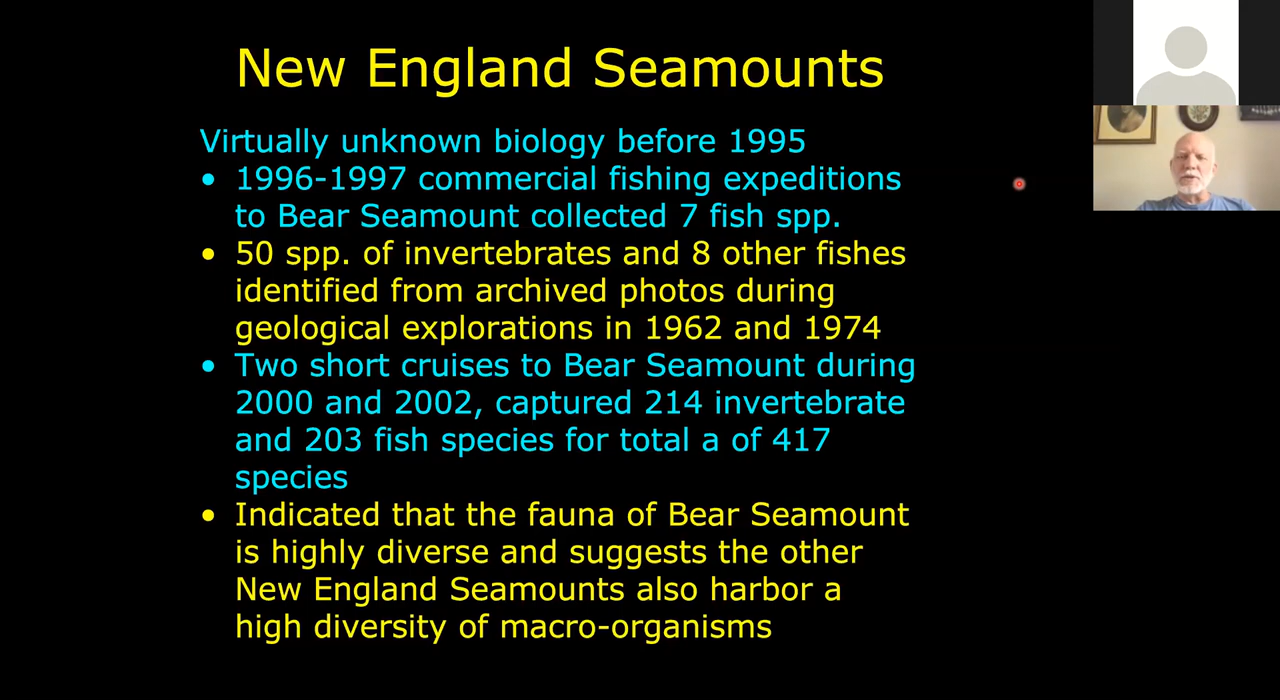 New England Seamounts
Virtually unknown biology before 1995
• 1996-1997 commercial fishing expeditions
to Bear Seamount collected 7 fish spp.
• 50 spp. of invertebrates and 8 other fishes
identified from archived photos during
geological explorations in 1962 and 1974
• Two short cruises to Bear Seamount during
2000 and 2002, captured 214 invertebrate
and 203 fish species for total a of 417
species
• Indicated that the fauna of Bear Seamount
is highly diverse and suggests the other
New England Seamounts also harbor a
high diversity of macro-organisms